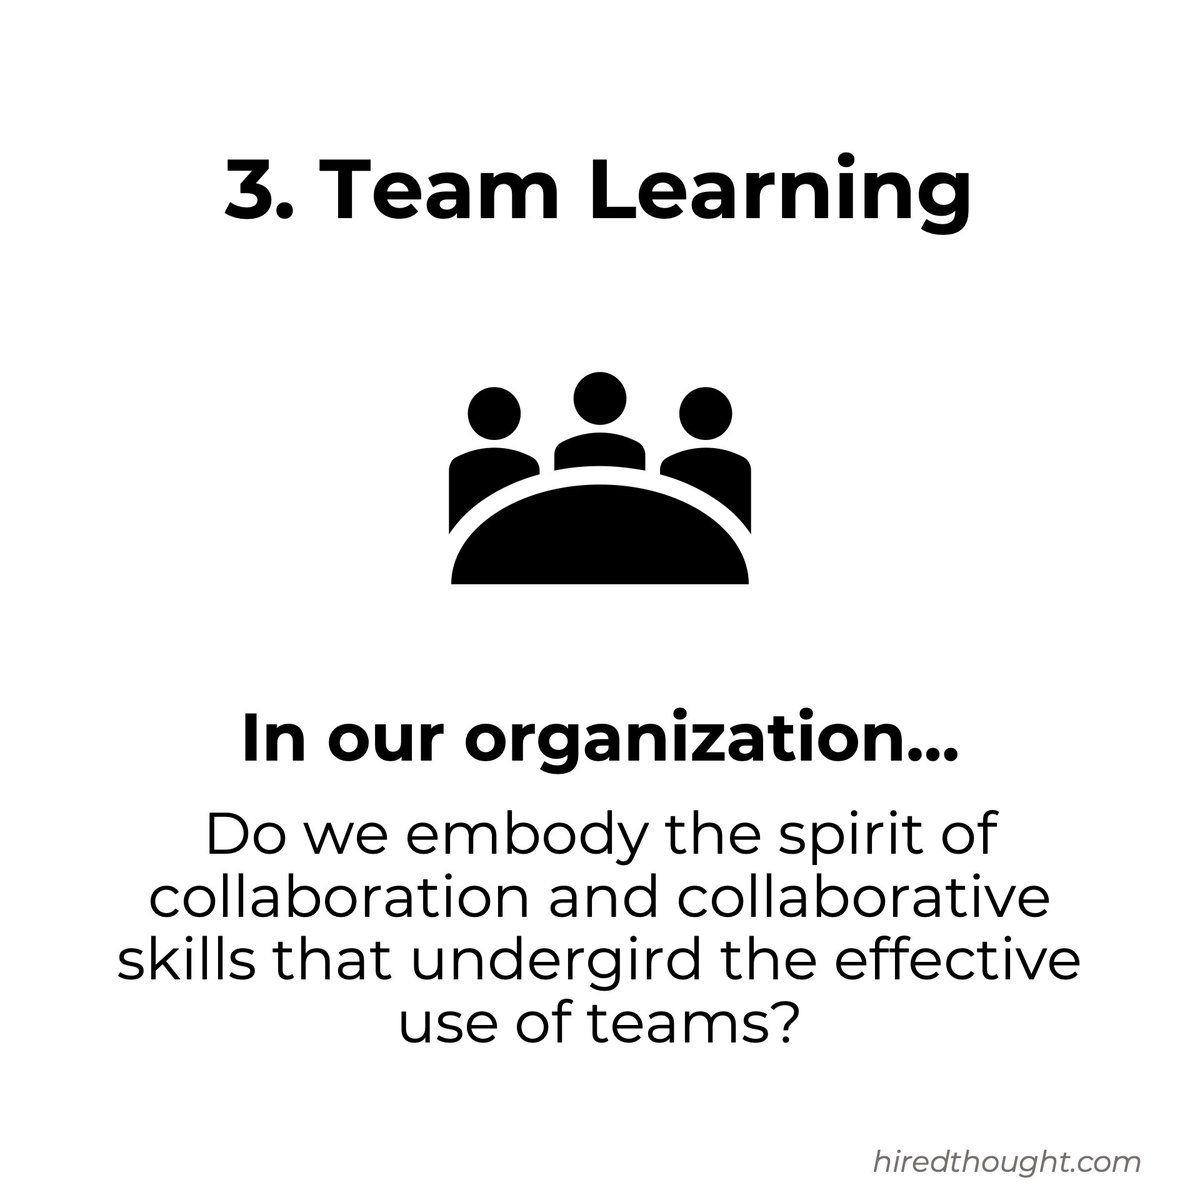 3. Team Learning
In our organization...
Do we embody the spirit of
collaboration and collaborative
skills that undergird the effective
use of teams?
hiredthought.com